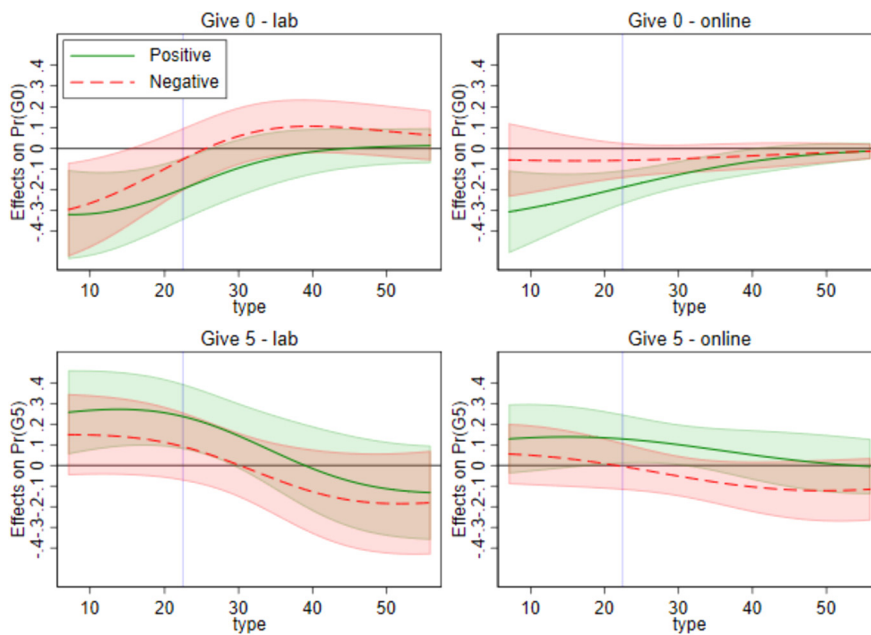 Give 0 - lab
Positive
Negative
Effects on Pr(G0)
-.4-.3-.2-.1 0 .1 .2 .3 .4
10 20 30 40 50
type
Give 0 - online
Effects on Pr(G0)
-.4-.3-.2-.1 0 .1 .2 .3 .4
10 20 30 40 50
type
Give 5 - lab
Effects on Pr(G5)
-.4-.3-.2-.1 0 .1 .2 .3 .4
10 20 30 40 50
type
Give 5 - online
Effects on Pr(G5)
-.4-.3-.2-.1 0 .1 .2 .3 .4
10 20 30 40 50
type